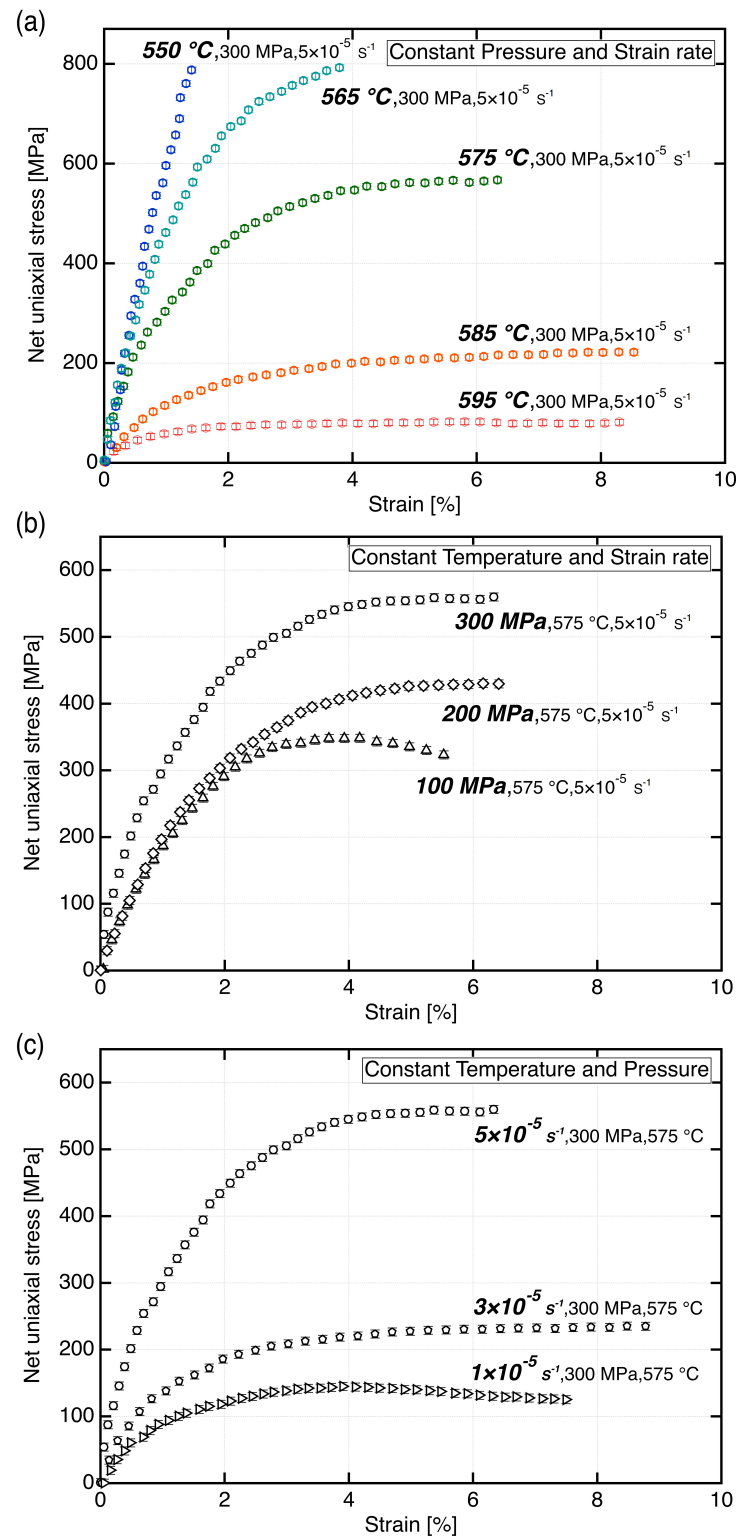 (a)
550 °C,300 MPa,5×10⁻⁵ S⁻¹
Constant Pressure and Strain rate
565 °C,300 MPa,5×10⁻⁵ S⁻¹
575 °C,300 MPa,5×10⁻⁵ S⁻¹
585 °C,300 MPa,5×10⁻⁵ S⁻¹
595 °C,300 MPa,5×10⁻⁵ S⁻¹
Net uniaxial stress [MPa]
800
600
400
200
0
0 2 4 6 8 10
Strain [%]
(b)
Constant Temperature and Strain rate
300 MPa,575 °C,5×10⁻⁵ S⁻¹
200 MPa,575 °C,5×10⁻⁵ S⁻¹
100 MPa,575 °C,5×10⁻⁵ S⁻¹
Net uniaxial stress [MPa]
600
500
400
300
200
100
0
0 2 4 6 8 10
Strain [%]
(c)
Constant Temperature and Pressure
5×10⁻⁵ s⁻¹,300 MPa,575 °C
3×10⁻⁵ s⁻¹,300 MPa,575 °C
1×10⁻⁵ s⁻¹,300 MPa,575 °C
Net uniaxial stress [MPa]
600
500
400
300
200
100
0
0 2 4 6 8 10
Strain [%]